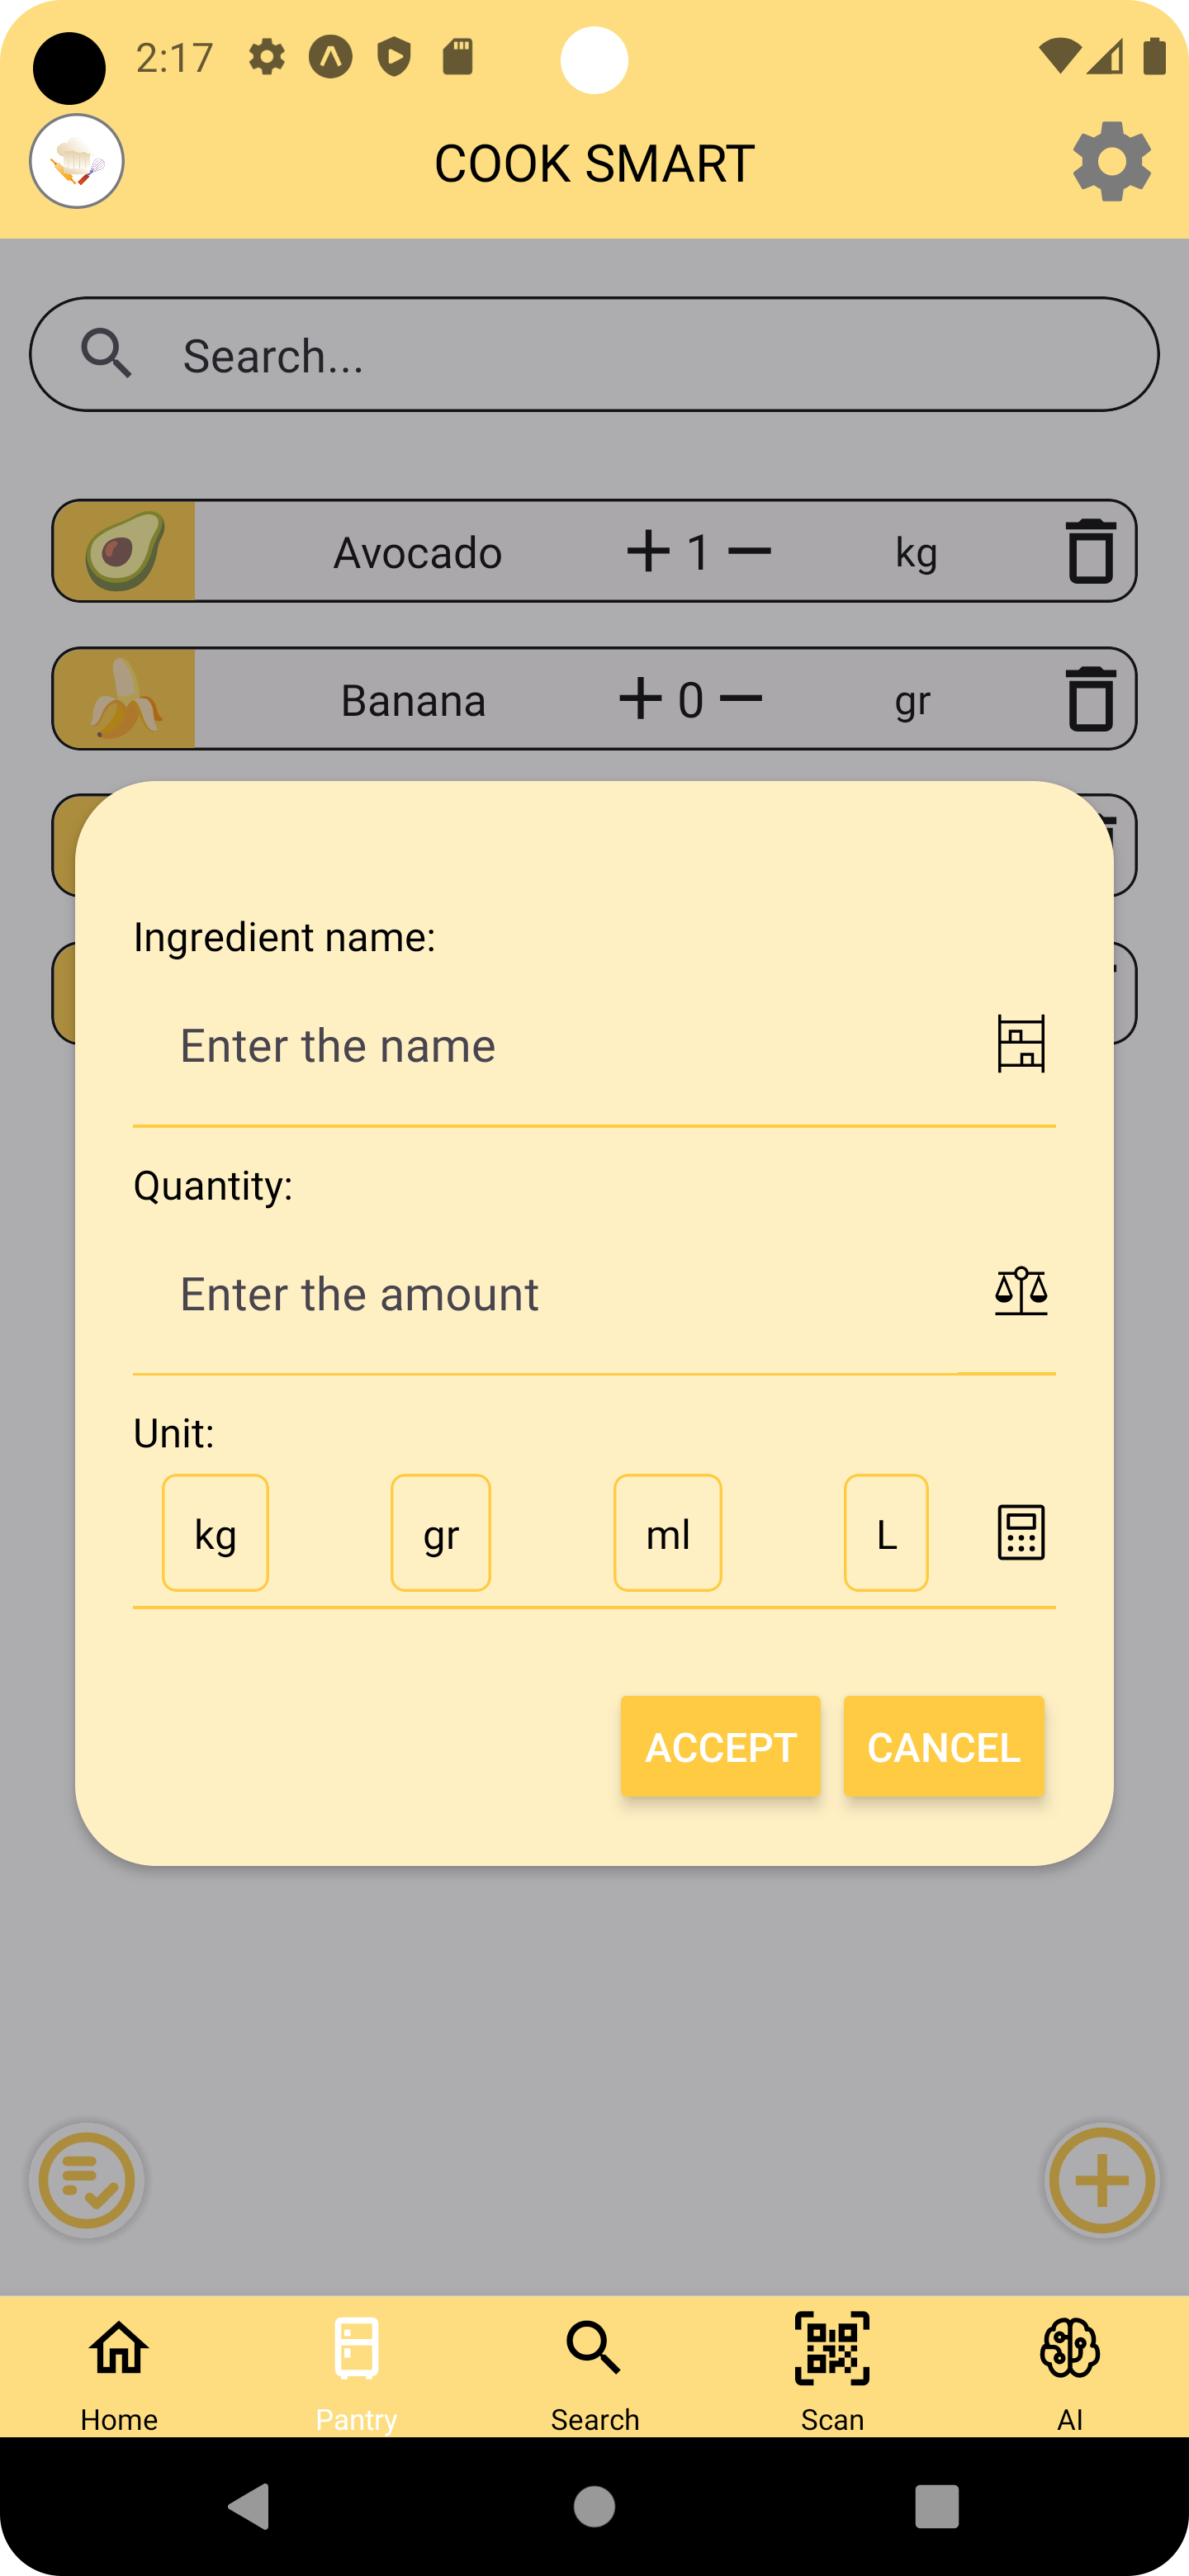 2:17
COOK SMART
Search...
Avocado 1 kg
Banana 0 gr
Ingredient name:
Enter the name
Quantity:
Enter the amount
Unit:
kg gr ml L
ACCEPT CANCEL
Home Pantry Search Scan AI